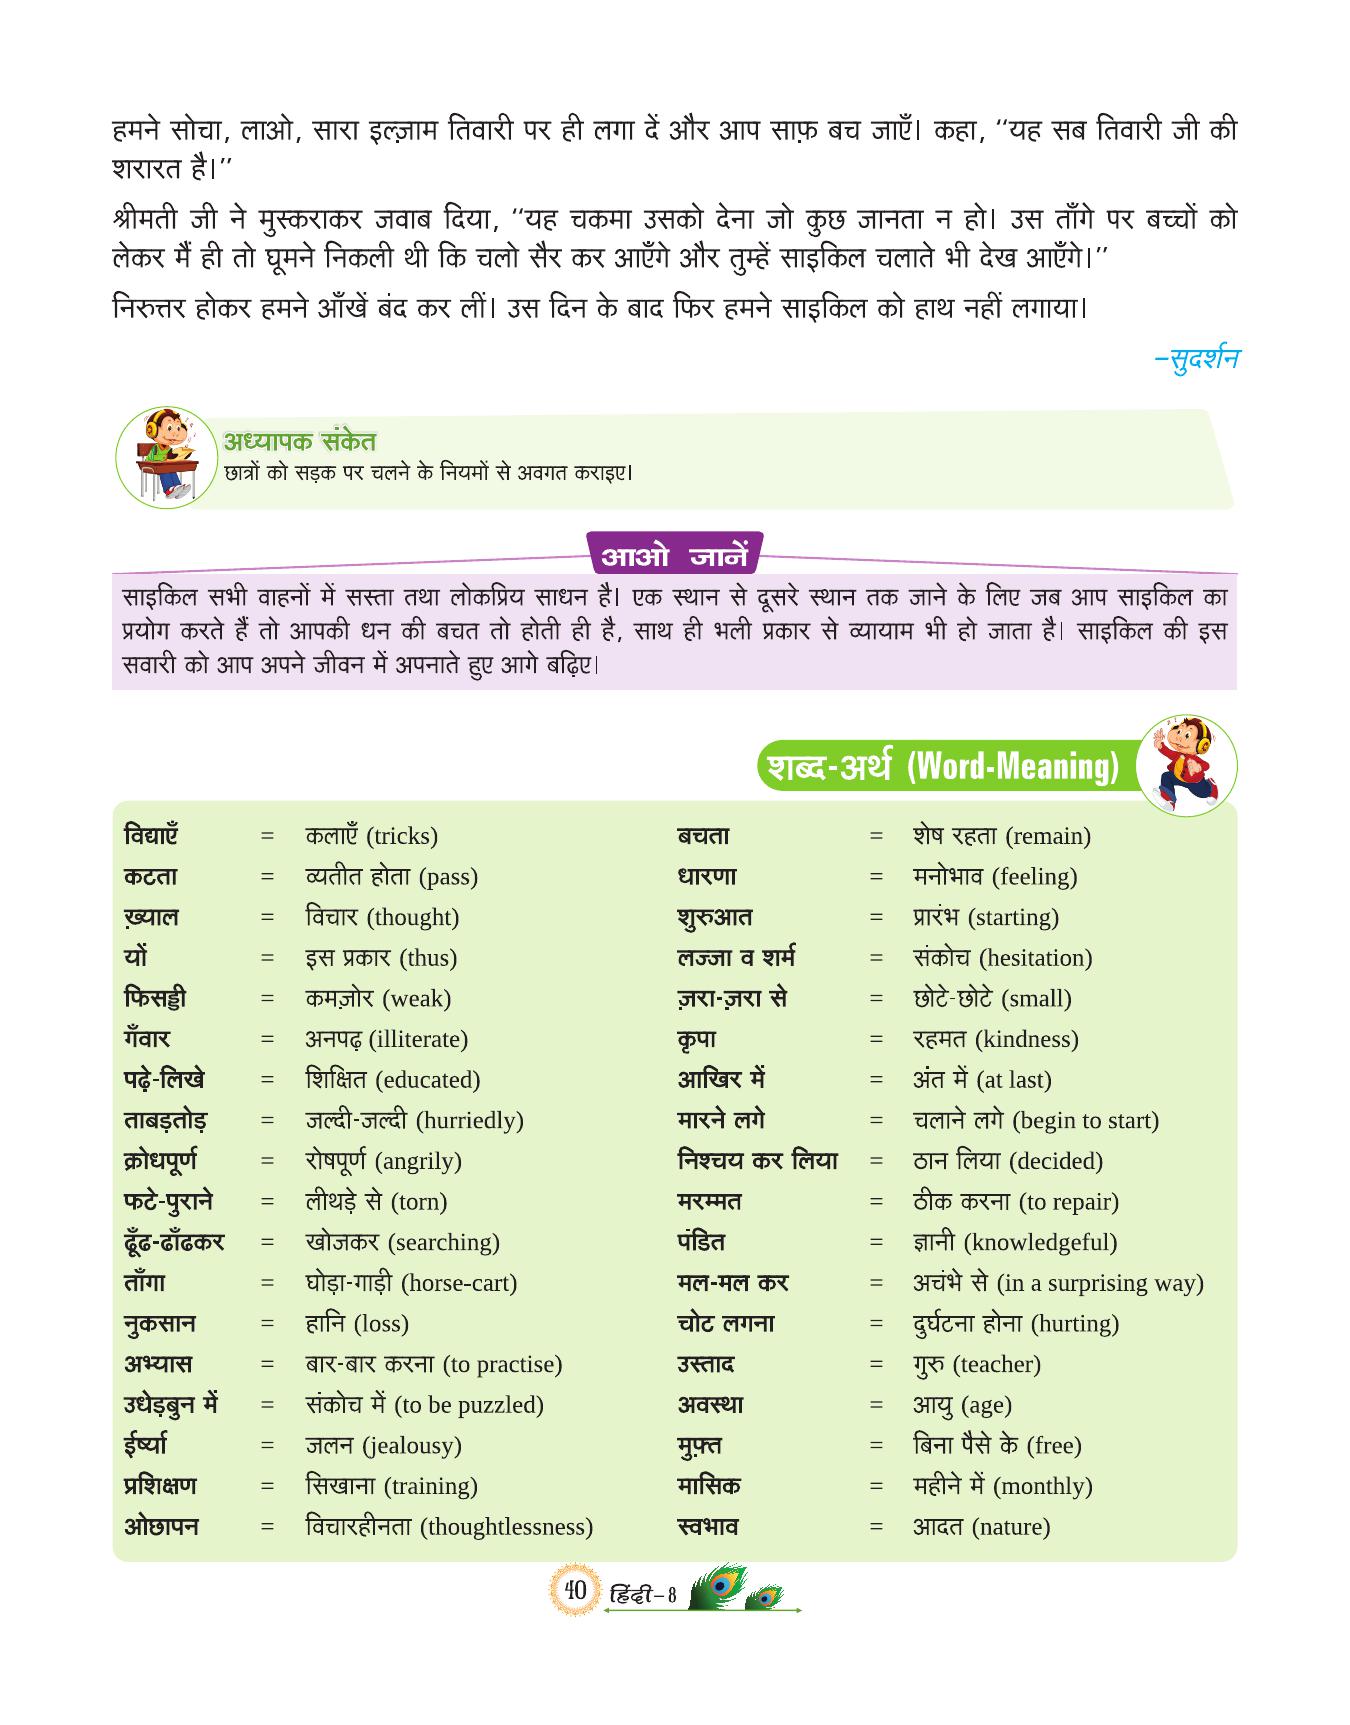 हमने सोचा, लाओ, सारा इल्ज़ाम तिवारी पर ही लगा दें और आप साफ़ बच जाएँ। कहा, ‘‘यह सब तिवारी जी की
शरारत है।’’
श्रीमती जी ने मुस्कराकर जवाब दिया, ‘‘यह चकमा उसको देना जो कुछ जानता न हो। उस ताँगे पर बच्चों को
लेकर मैं ही तो घूमने निकली थी कि चलो सैर कर आएँगे और तुम्हें साइकिल चलाते भी देख आएँगे।’’
निरुत्तर होकर हमने आँखें बंद कर लीं। उस दिन के बाद फिर हमने साइकिल को हाथ नहीं लगाया।
–सुदर्शन
अध्यापक संकेत
छात्रों को सड़क पर चलने के नियमों से अवगत कराइए।
आओ जानें
साइकिल सभी वाहनों में सस्ता तथा लोकप्रिय साधन है। एक स्थान से दूसरे स्थान तक जाने के लिए जब आप साइकिल का
प्रयोग करते हैं तो आपकी धन की बचत तो होती ही है, साथ ही भली प्रकार से व्यायाम भी हो जाता है। साइकिल की इस
सवारी को आप अपने जीवन में अपनाते हुए आगे बढ़िए।
शब्द-अर्थ (Word-Meaning)
विद्याएँ = कलाएँ (tricks) बचता = शेष रहता (remain)
कटता = व्यतीत होता (pass) धारणा = मनोभाव (feeling)
ख़्याल = विचार (thought) शुरुआत = प्रारंभ (starting)
यों = इस प्रकार (thus) लज्जा व शर्म = संकोच (hesitation)
फिसड्डी = कमज़ोर (weak) ज़रा-ज़रा से = छोटे-छोटे (small)
गँवार = अनपढ़ (illiterate) कृपा = रहमत (kindness)
पढ़े-लिखे = शिक्षित (educated) आखिर में = अंत में (at last)
ताबड़तोड़ = जल्दी-जल्दी (hurriedly) मारने लगे = चलाने लगे (begin to start)
क्रोधपूर्ण = रोषपूर्ण (angrily) निश्चय कर लिया = ठान लिया (decided)
फटे-पुराने = लीथड़े से (torn) मरम्मत = ठीक करना (to repair)
ढूँढ-ढाँढकर = खोजकर (searching) पंडित = ज्ञानी (knowledgeful)
ताँगा = घोड़ा-गाड़ी (horse-cart) मल-मल कर = अचंभे से (in a surprising way)
नुकसान = हानि (loss) चोट लगना = दुर्घटना होना (hurting)
अभ्यास = बार-बार करना (to practise) उस्ताद = गुरु (teacher)
उधेड़बुन में = संकोच में (to be puzzled) अवस्था = आयु (age)
ईर्ष्या = जलन (jealousy) मुफ़्त = बिना पैसे के (free)
प्रशिक्षण = सिखाना (training) मासिक = महीने में (monthly)
ओछापन = विचारहीनता (thoughtlessness) स्वभाव = आदत (nature)
40 हिंदी–8